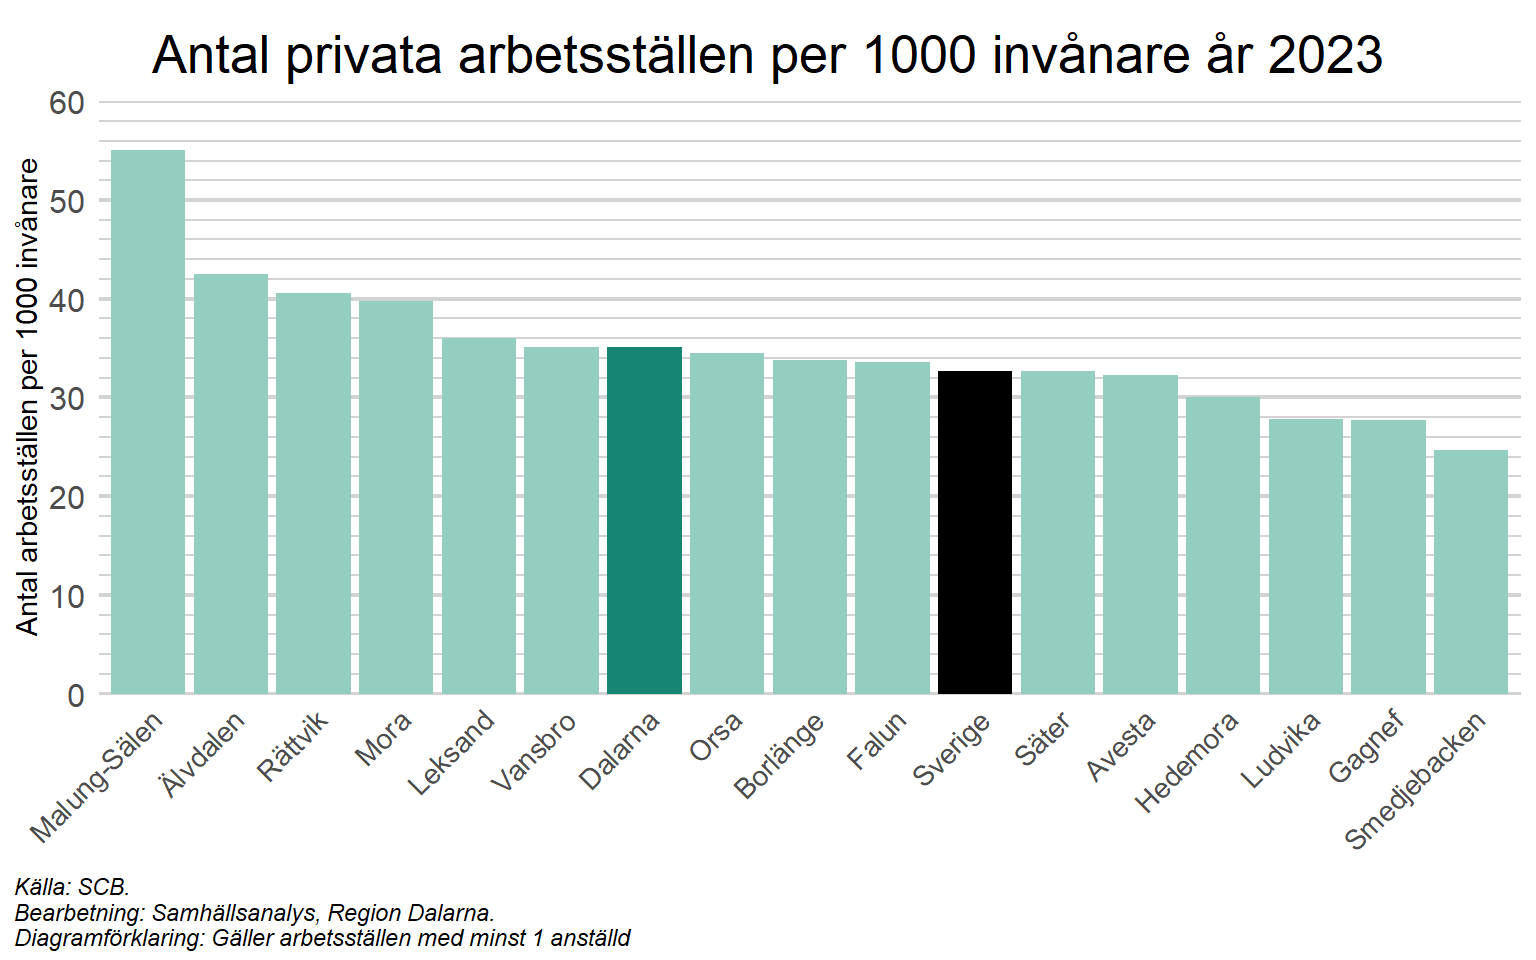 Antal privata arbetsställen per 1000 invånare år 2023
Antal arbetsställen per 1000 invånare
60
50
40
30
20
10
0
Malung-Sälen
Älvdalen
Rättvik
Mora
Leksand
Vansbro
Dalarna
Orsa
Borlänge
Falun
Sverige
Säter
Avesta
Hedemora
Ludvika
Gagnef
Smedjebacken
Källa: SCB.
Bearbetning: Samhällsanalys, Region Dalarna.
Diagramförklaring: Gäller arbetsställen med minst 1 anställd